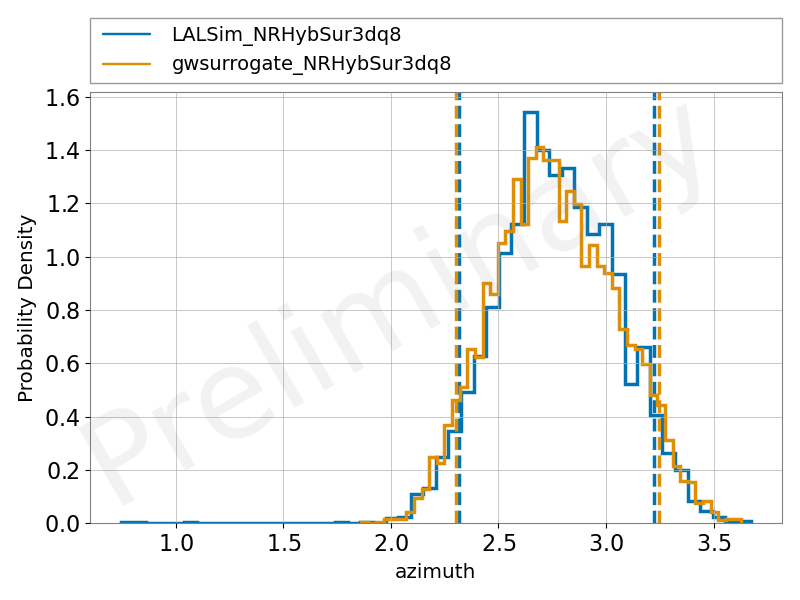 LALSim_NRHybSur3dq8
gwsurrogate_NRHybSur3dq8
1.6
1.4
1.2
1.0
0.8
0.6
0.4
0.2
0.0
Probability Density
Preliminary
1.0 1.5 2.0 2.5 3.0 3.5
azimuth